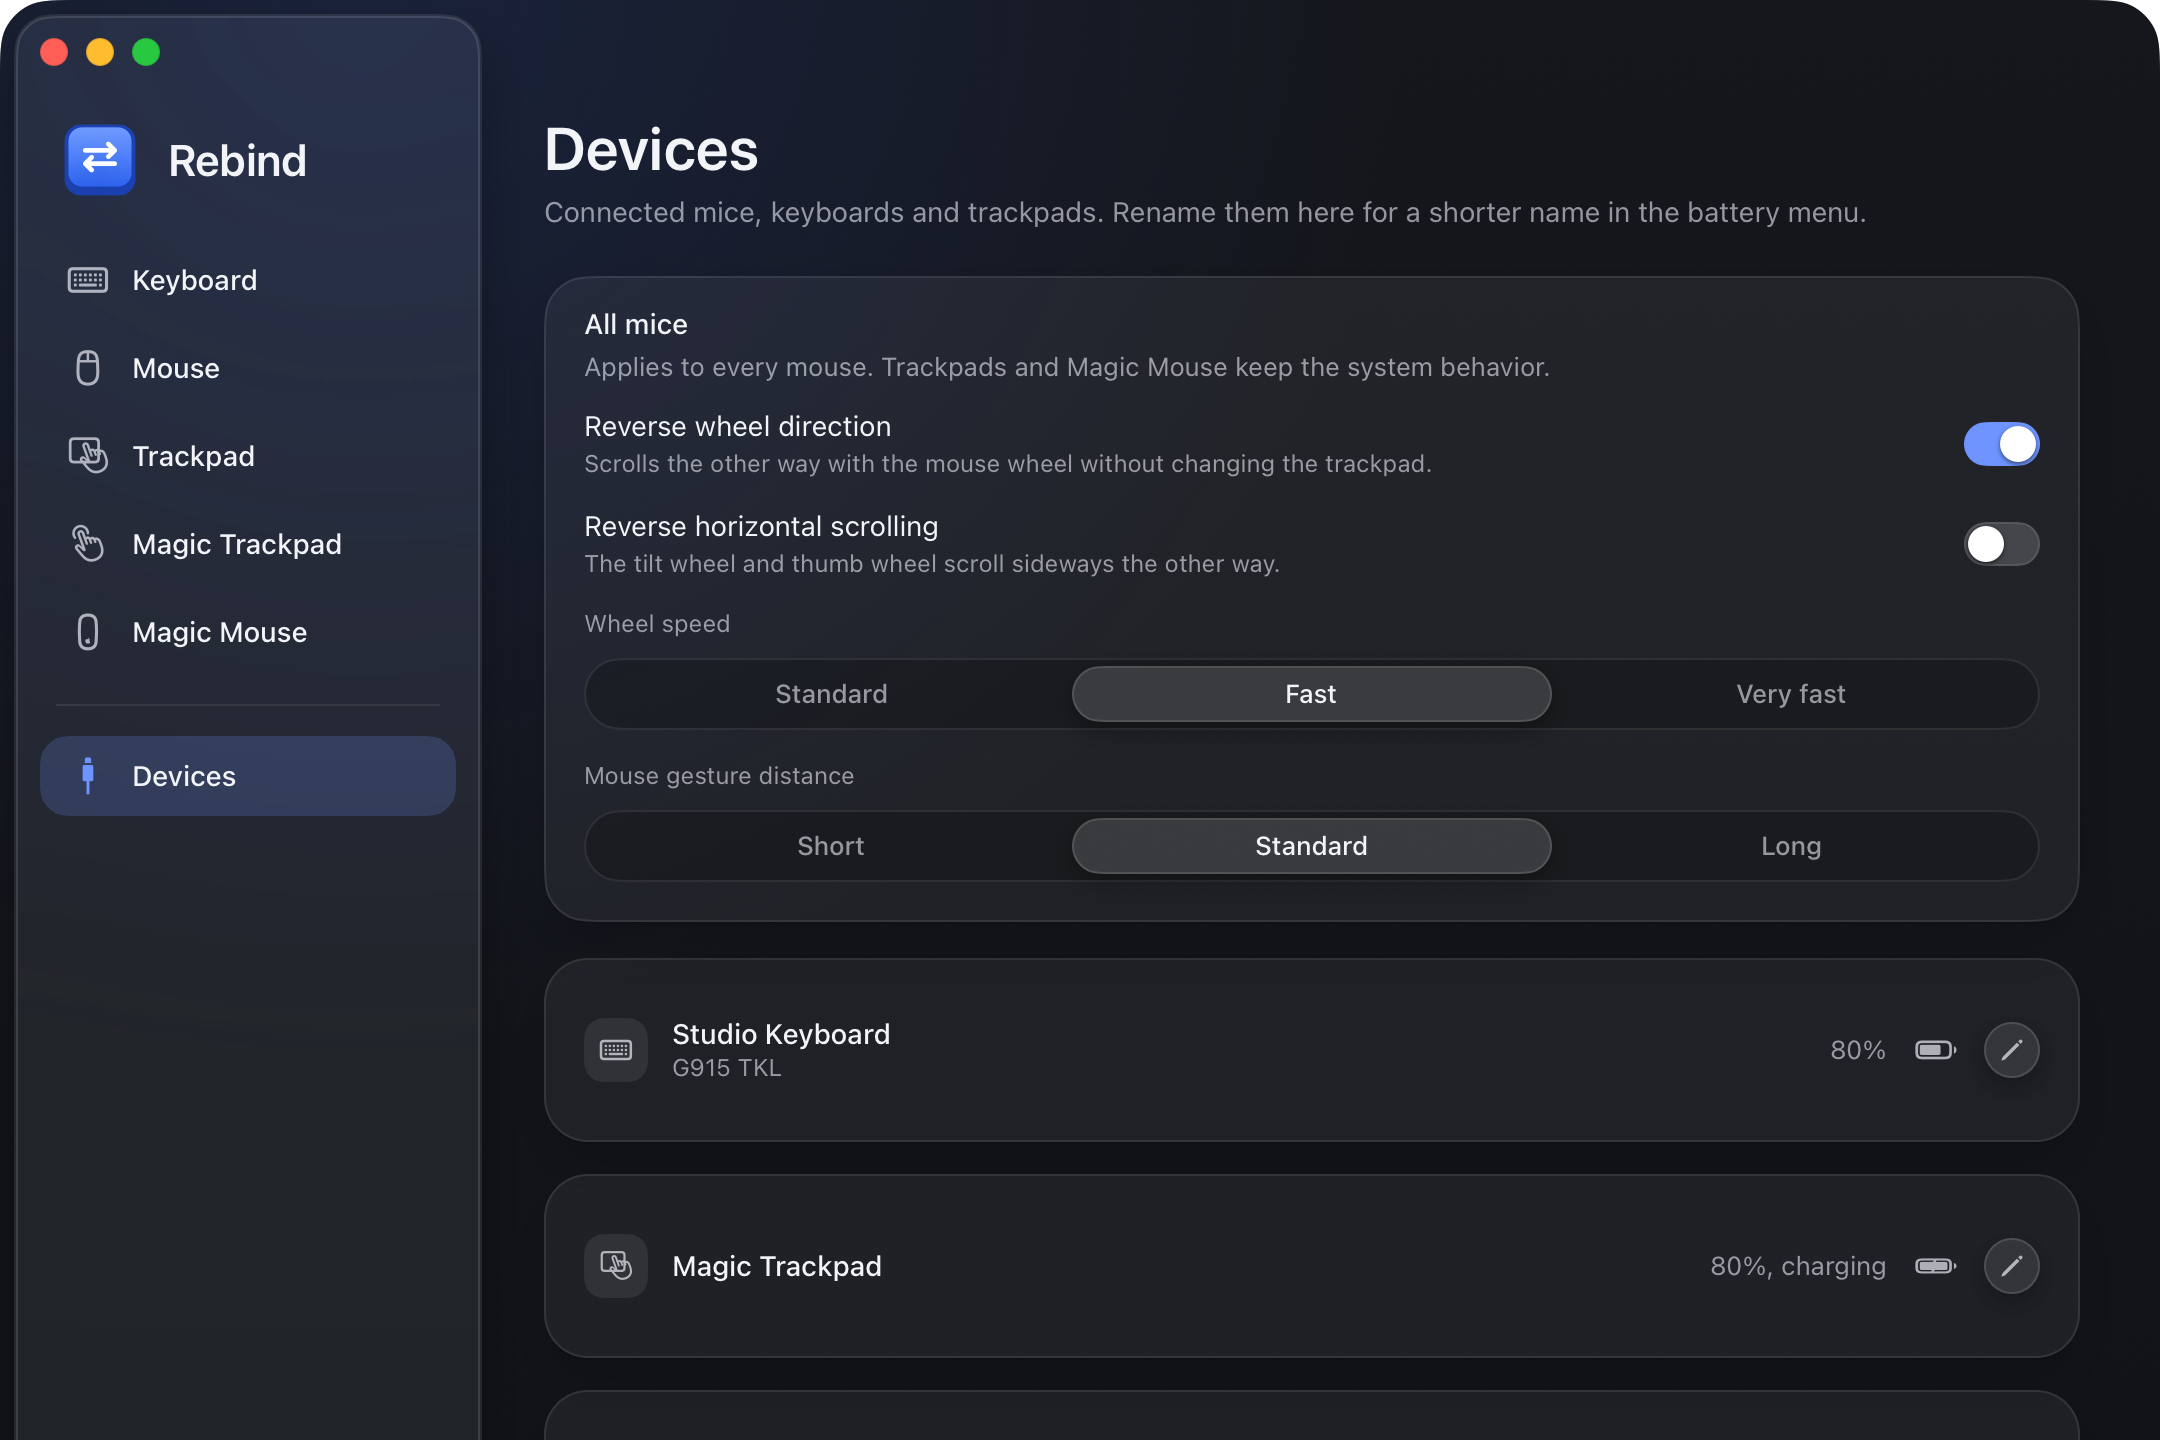 Rebind
Keyboard
Mouse
Trackpad
Magic Trackpad
Magic Mouse
Devices
Devices
Connected mice, keyboards and trackpads. Rename them here for a shorter name in the battery menu.
All mice
Applies to every mouse. Trackpads and Magic Mouse keep the system behavior.
Reverse wheel direction
Scrolls the other way with the mouse wheel without changing the trackpad.
Reverse horizontal scrolling
The tilt wheel and thumb wheel scroll sideways the other way.
Wheel speed
Standard Fast Very fast
Mouse gesture distance
Short Standard Long
Studio Keyboard
G915 TKL
80%
Magic Trackpad
80%, charging